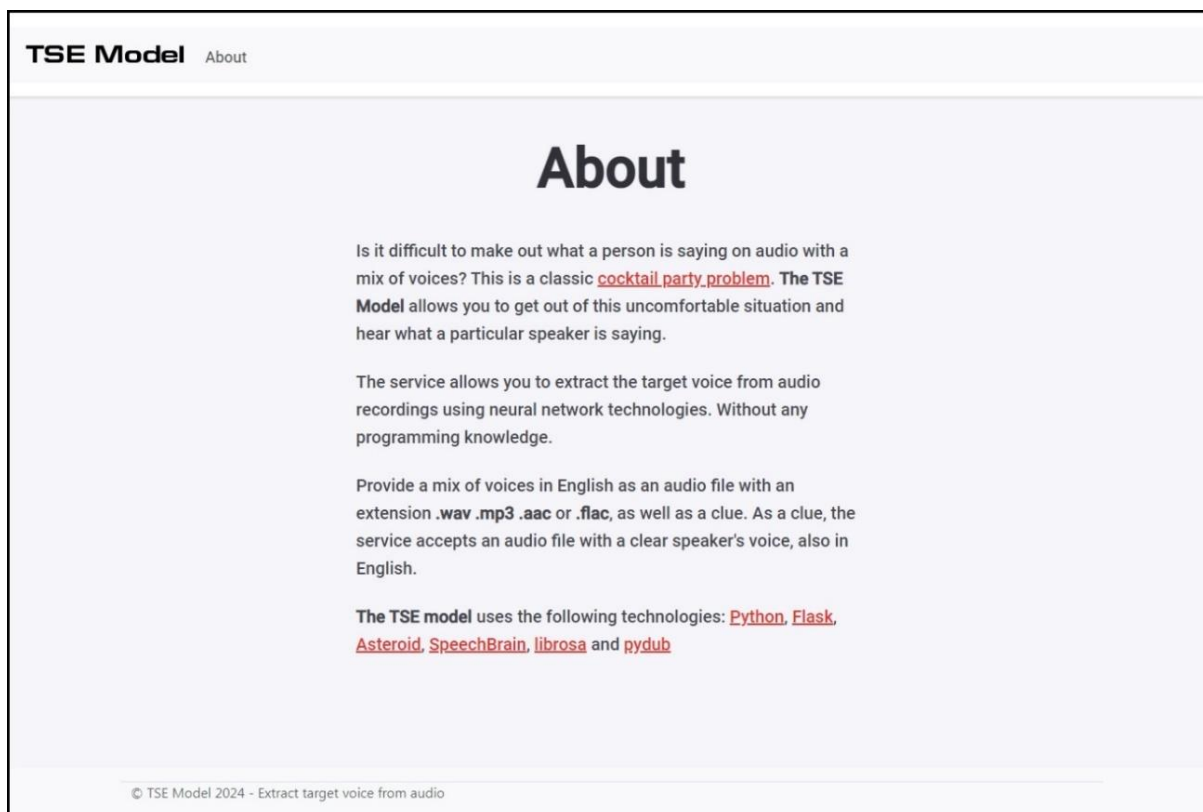 TSE Model About
About
Is it difficult to make out what a person is saying on audio with a
mix of voices? This is a classic cocktail party problem. The TSE
Model allows you to get out of this uncomfortable situation and
hear what a particular speaker is saying.
The service allows you to extract the target voice from audio
recordings using neural network technologies. Without any
programming knowledge.
Provide a mix of voices in English as an audio file with an
extension .wav .mp3 .aac or .flac, as well as a clue. As a clue, the
service accepts an audio file with a clear speaker's voice, also in
English.
The TSE model uses the following technologies: Python, Flask,
Asteroid, SpeechBrain, librosa and pydub
© TSE Model 2024 - Extract target voice from audio